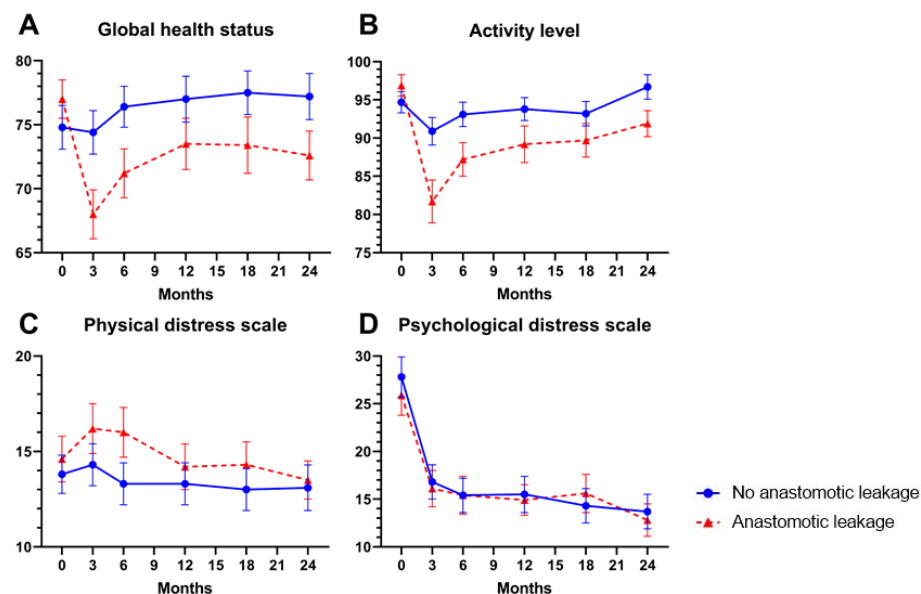 A Global health status
80
75
70
65
0 3 6 9 12 15 18 21 24
Months
B Activity level
100
95
90
85
80
75
0 3 6 9 12 15 18 21 24
Months
C Physical distress scale
20
15
10
0 3 6 9 12 15 18 21 24
Months
D Psychological distress scale
30
25
20
15
10
0 3 6 9 12 15 18 21 24
Months
No anastomotic leakage
Anastomotic leakage